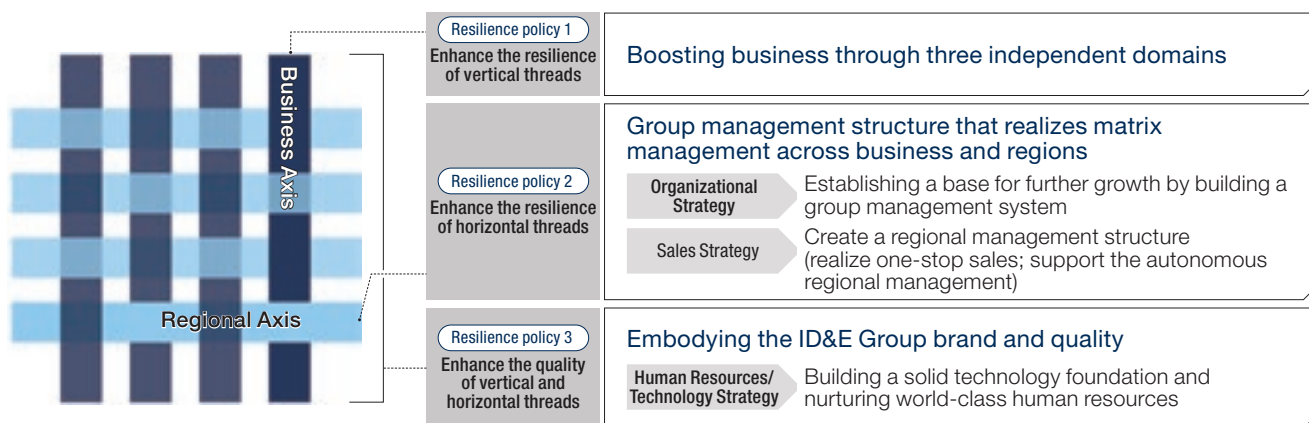 Business Axis
Regional Axis
Resilience policy 1
Enhance the resilience
of vertical threads
Boosting business through three independent domains
Resilience policy 2
Enhance the resilience
of horizontal threads
Group management structure that realizes matrix
management across business and regions
Organizational
Strategy
Establishing a base for further growth by building a
group management system
Sales Strategy
Create a regional management structure
(realize one-stop sales; support the autonomous
regional management)
Resilience policy 3
Enhance the quality
of vertical and
horizontal threads
Embodying the ID&E Group brand and quality
Human Resources/
Technology Strategy
Building a solid technology foundation and
nurturing world-class human resources